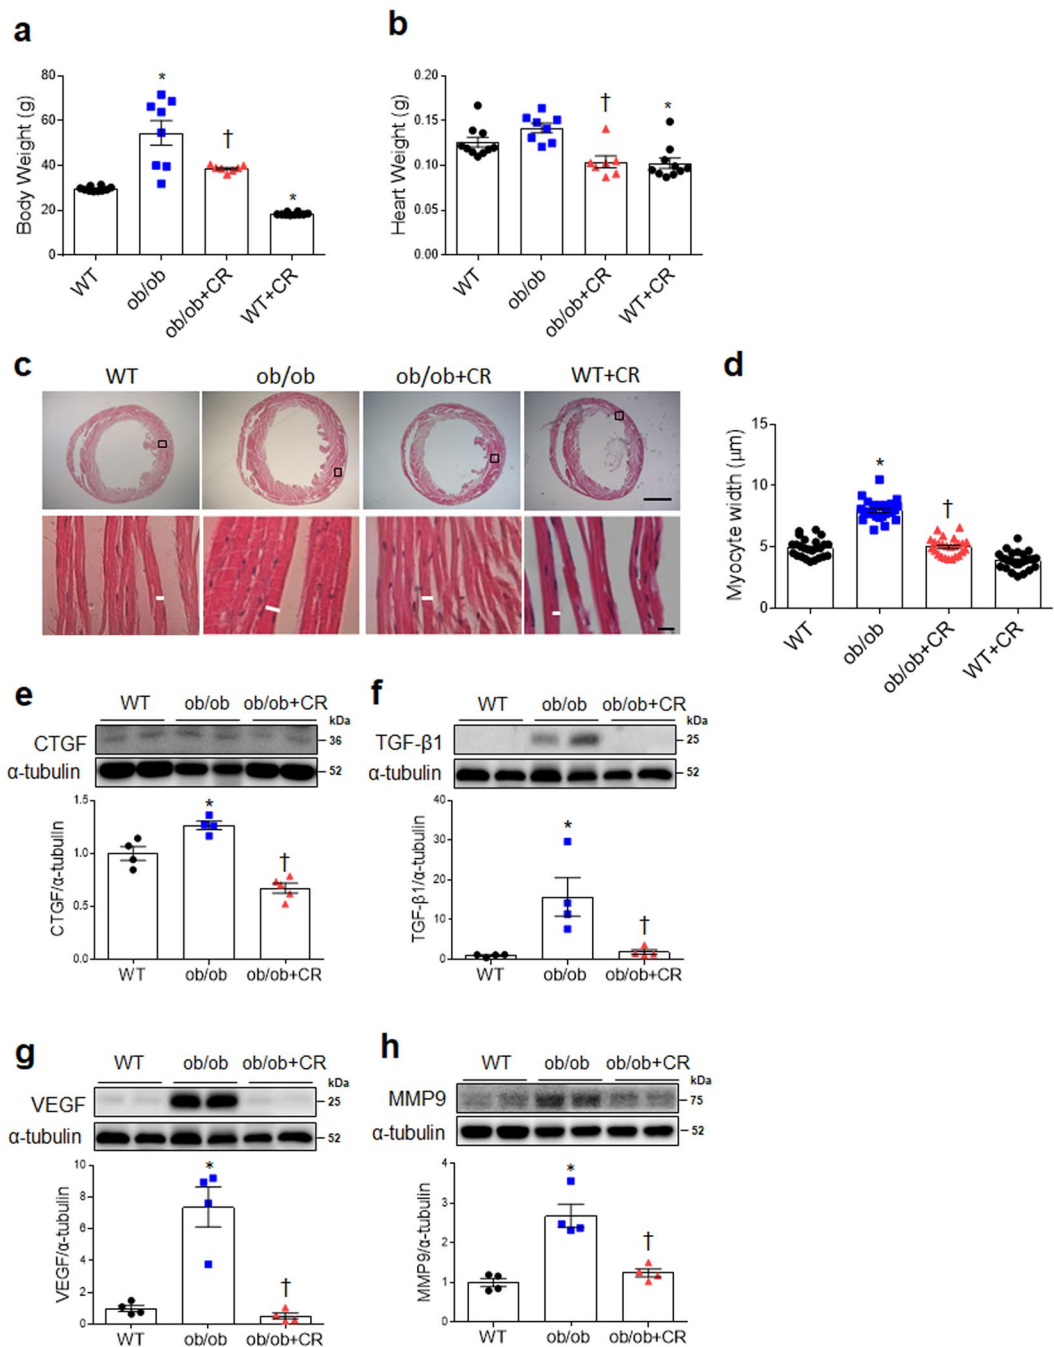 a
Body Weight (g)
80
60
40
20
0
*
†
*
WT
ob/ob
ob/ob+CR
WT+CR
b
Heart Weight (g)
0.20
0.15
0.10
0.05
0.00
†
*
WT
ob/ob
ob/ob+CR
WT+CR
c
WT ob/ob ob/ob+CR WT+CR
d
Myocyte width (μm)
15
10
5
0
*
†
WT
ob/ob
ob/ob+CR
WT+CR
e
WT ob/ob ob/ob+CR
kDa
CTGF 36
α-tubulin 52
CTGF/α-tubulin
1.5
1.0
0.5
0.0
*
†
WT ob/ob ob/ob+CR
f
WT ob/ob ob/ob+CR
kDa
TGF-β1 25
α-tubulin 52
TGF-β1/α-tubulin
40
30
20
10
0
*
†
WT ob/ob ob/ob+CR
g
WT ob/ob ob/ob+CR
kDa
VEGF 25
α-tubulin 52
VEGF/α-tubulin
10
8
6
4
2
0
*
†
WT ob/ob ob/ob+CR
h
WT ob/ob ob/ob+CR
kDa
MMP9 75
α-tubulin 52
MMP9/α-tubulin
4
3
2
1
0
*
†
WT ob/ob ob/ob+CR